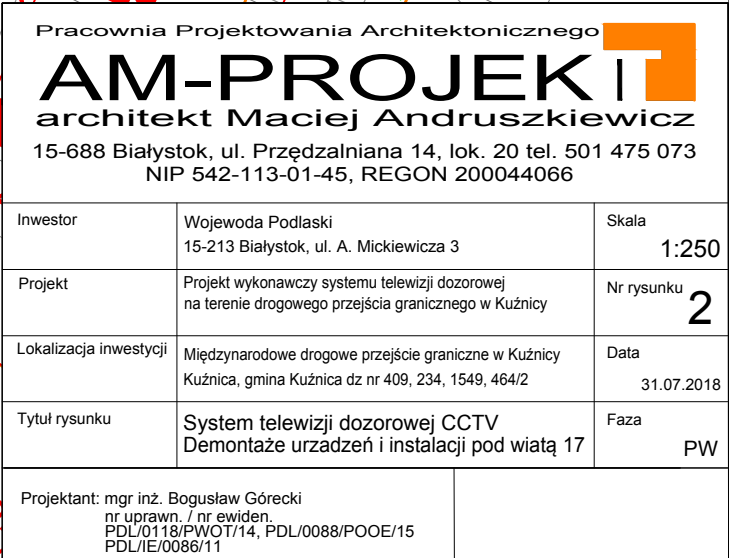 Pracownia Projektowania Architektonicznego
AM-PROJEKT
architekt Maciej Andruszkiewicz
15-688 Białystok, ul. Przędzalniana 14, lok. 20 tel. 501 475 073
NIP 542-113-01-45, REGON 200044066
Inwestor
Wojewoda Podlaski
15-213 Białystok, ul. A. Mickiewicza 3
Skala
1:250
Projekt
Projekt wykonawczy systemu telewizji dozorowej
na terenie drogowego przejścia granicznego w Kuźnicy
Nr rysunku
2
Lokalizacja inwestycji
Międzynarodowe drogowe przejście graniczne w Kuźnicy
Kuźnica, gmina Kuźnica dz nr 409, 234, 1549, 464/2
Data
31.07.2018
Tytuł rysunku
System telewizji dozorowej CCTV
Demontaże urzadzeń i instalacji pod wiatą 17
Faza
PW
Projektant: mgr inż. Bogusław Górecki
nr uprawn. / nr ewiden.
PDL/0118/PWOT/14, PDL/0088/POOE/15
PDL/IE/0086/11